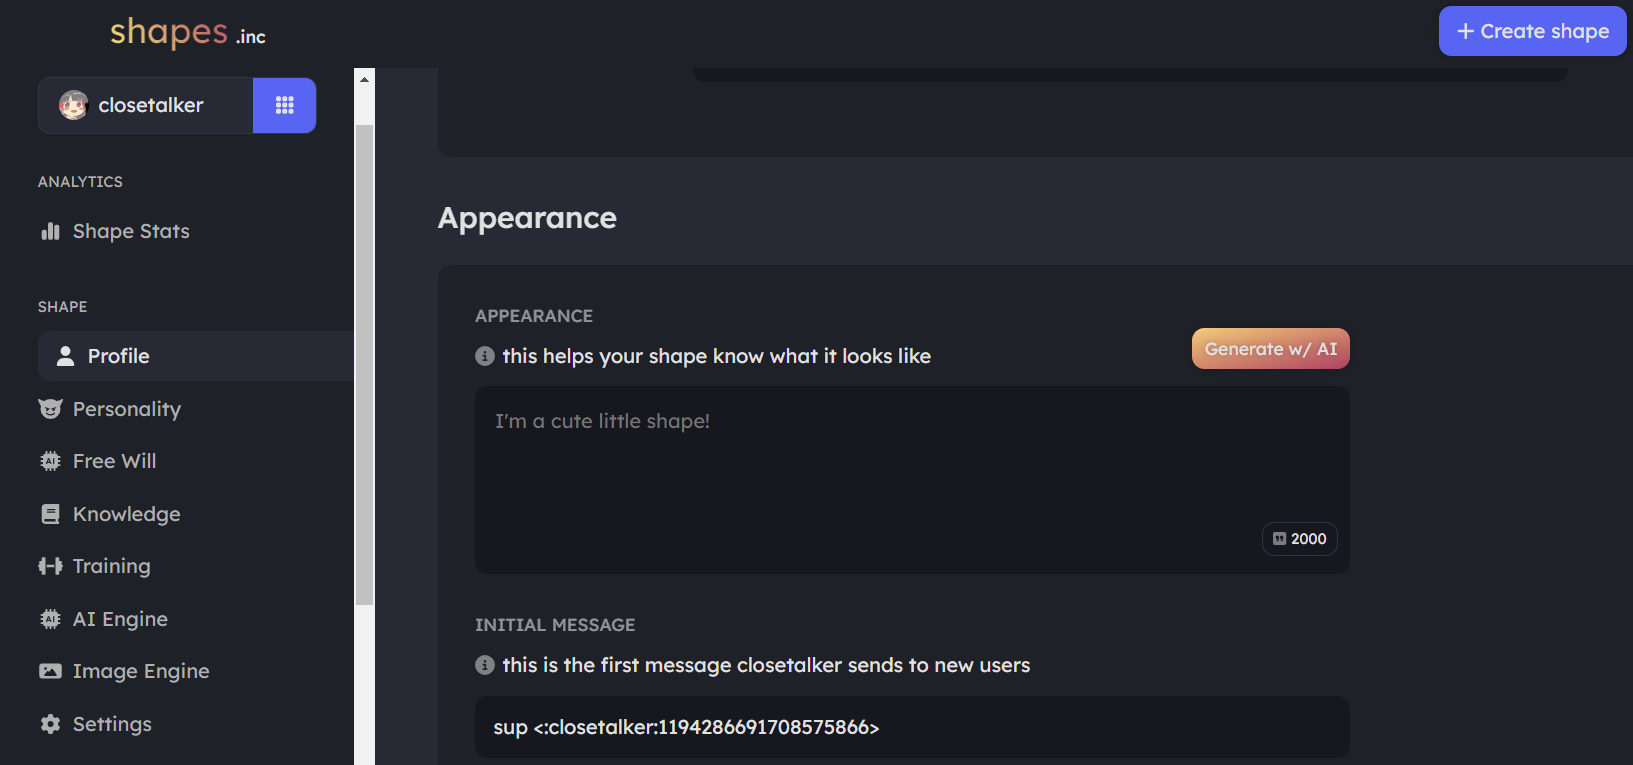 shapes .inc
+ Create shape
closetalker
ANALYTICS
Shape Stats
SHAPE
Profile
Personality
Free Will
Knowledge
Training
AI Engine
Image Engine
Settings
Appearance
APPEARANCE
this helps your shape know what it looks like
Generate w/ AI
I'm a cute little shape!
2000
INITIAL MESSAGE
this is the first message closetalker sends to new users
sup <:closetalker:1194286691708575866>